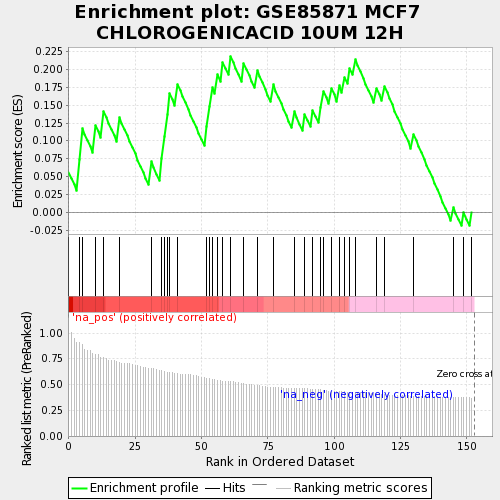 Enrichment plot: GSE85871 MCF7
CHLOROGENICACID 10UM 12H
Enrichment score (ES)
0.225
0.200
0.175
0.150
0.125
0.100
0.075
0.050
0.025
0.000
-0.025
'na_pos' (positively correlated)
Ranked list metric (PreRanked)
1.00
0.75
0.50
0.25
0.00
Zero cross at
'na_neg' (negatively correlated)
0
25
50
75
100
125
150
Rank in Ordered Dataset
Enrichment profile
Hits
Ranking metric scores